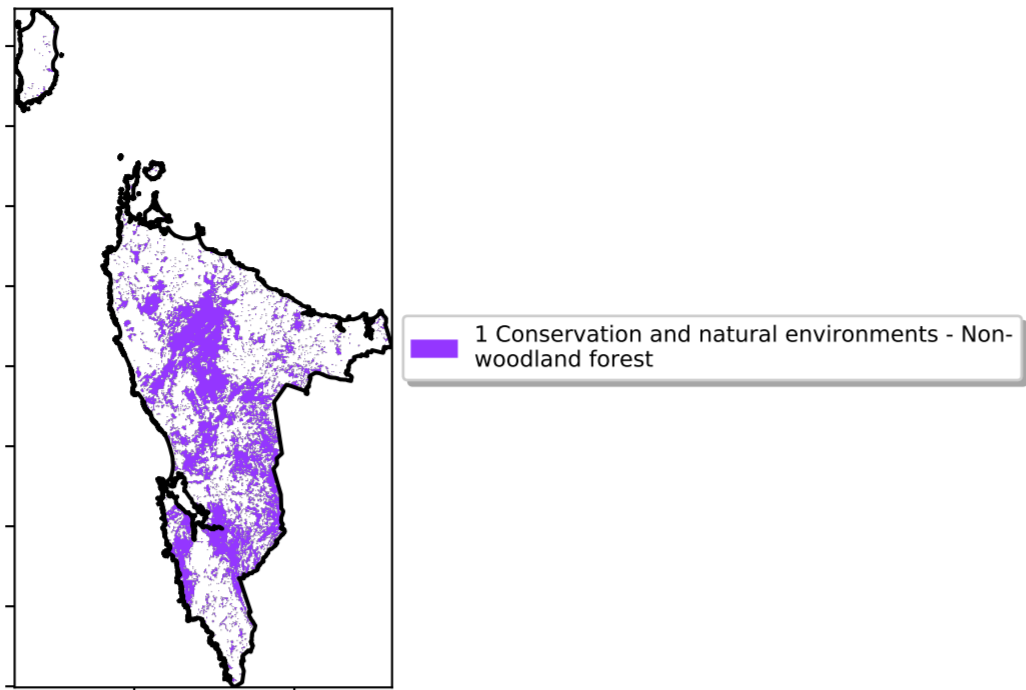 1 Conservation and natural environments - Non-
woodland forest